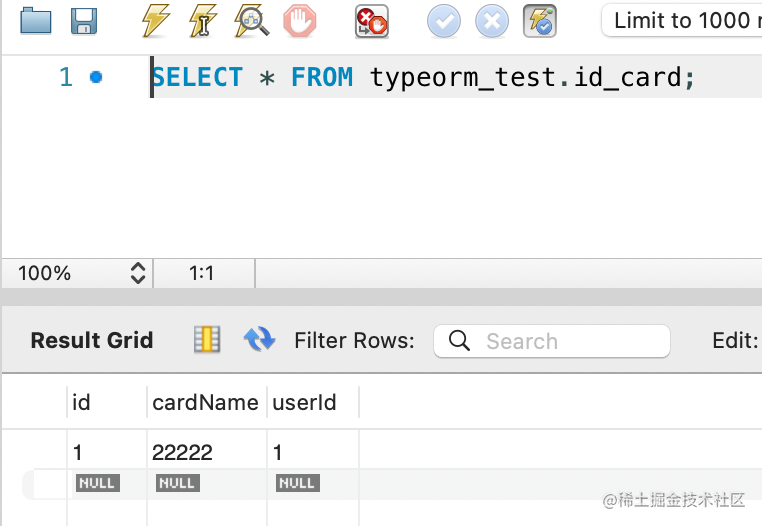 Limit to 1000 r
1 SELECT * FROM typeorm_test.id_card;
100% 1:1
Result Grid Filter Rows: Search Edit:
id cardName userId
1 22222 1
NULL NULL NULL
@稀土掘金技术社区